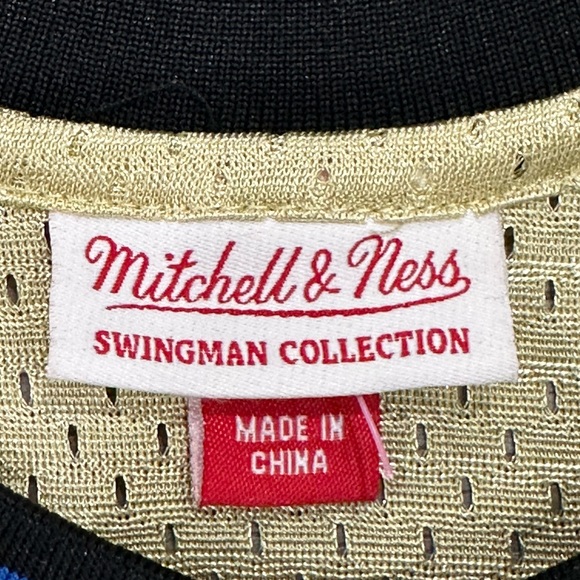 Mitchell & Ness
SWINGMAN COLLECTION
MADE IN
CHINA